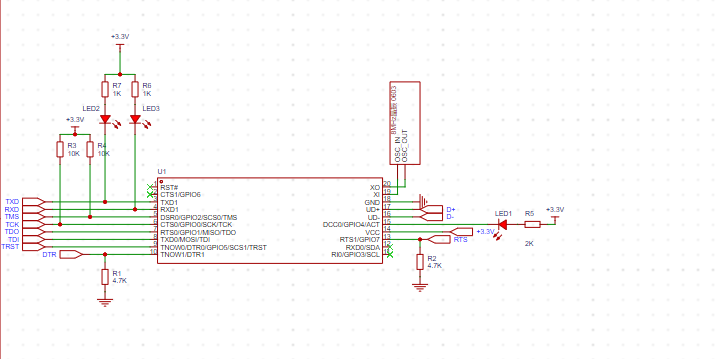 +3.3V
R7
1K
R6
1K
LED2
LED3
+3.3V
R3
10K
R4
10K
OSC_IN
OSC_OUT
U1
RST#
CTS1/GPIO6
TXD1
RXD1
DSR0/GPIO2/SCS0/TMS
CTS0/GPIO0/SCK/TCK
RTS0/GPIO1/MISO/TDO
TXD0/MOSI/TDI
TNOW0/DTR0/GPIO5/SCS1/TRST
TNOW1/DTR1
XO
XI
GND
UD+
UD-
DCC0/GPIO4/ACT
VCC
RTS1/GPIO7
RXD0/SDA
RI0/GPIO3/SCL
20
19
18
17
16
15
14
13
12
TXD
RXD
TMS
TCK
TDO
TDI
TRST
DTR
R1
4.7K
D+
D-
LED1
R5
2K
+3.3V
+3.3V
RTS
R2
4.7K